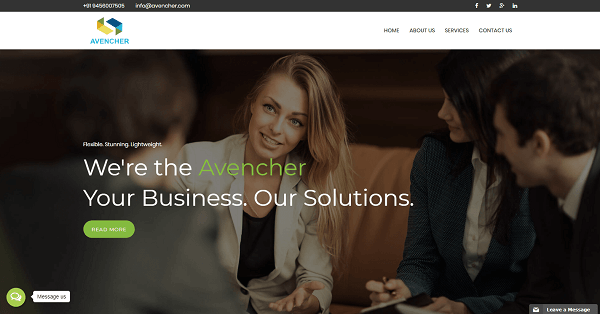 +91 9456007505 info@avencher.com
AVENCHER
HOME ABOUT US SERVICES CONTACT US
Flexible. Stunning. Lightweight.
We're the Avencher
Your Business. Our Solutions.
READ MORE
Message us
Leave a Message